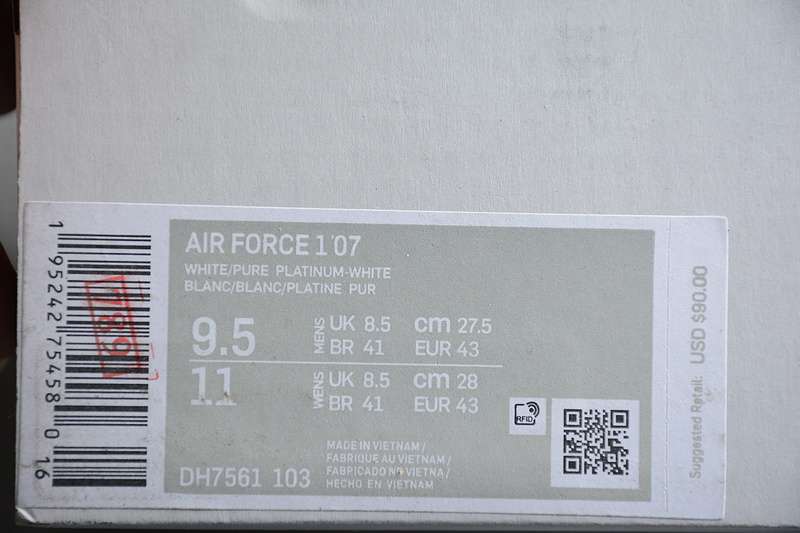 AIR FORCE 1 '07
WHITE/PURE PLATINUM-WHITE
BLANC/BLANC/PLATINE PUR
9.5 MENS UK 8.5 cm 27.5
BR 41 EUR 43
11 WENS UK 8.5 cm 28
BR 41 EUR 43
MADE IN VIETNAM /
FABRIQUE AU VIETNAM /
FABRICADO NO VIETNA /
HECHO EN VIETNAM
DH7561 103
RFID
1 95242 75458 0 16
789
Suggested Retail: USD $90.00